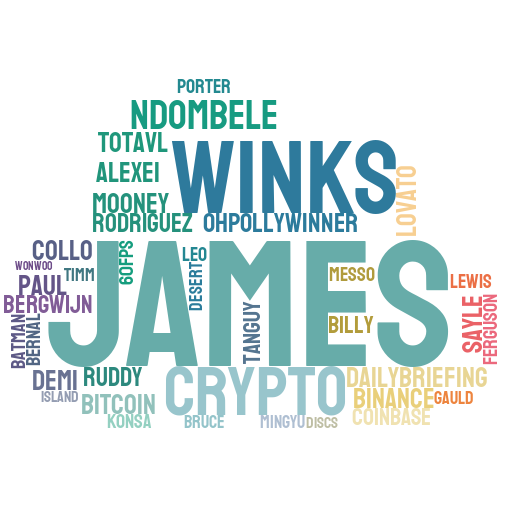 PORTER
NDOMBELE
TOTAVL
WINKS
ALEXEI
LOVATO
MOONEY
RODRIGUEZ
OHPOLLYWINNER
COLLO
60FPS
LEO
JAMES
WONWOO
TIMM
DESERT
MESSO
LEWIS
PAUL
BERGWIJN
SAYLE
FERGUSON
BATMAN
BERNAL
TANGUY
BILLY
DEMI
RUDDY
CRYPTO
DAILYBRIEFING
ISLAND
BITCOIN
BINANCE
GAULD
KONSA
BRUCE
MINGYU
DISCS
COINBASE